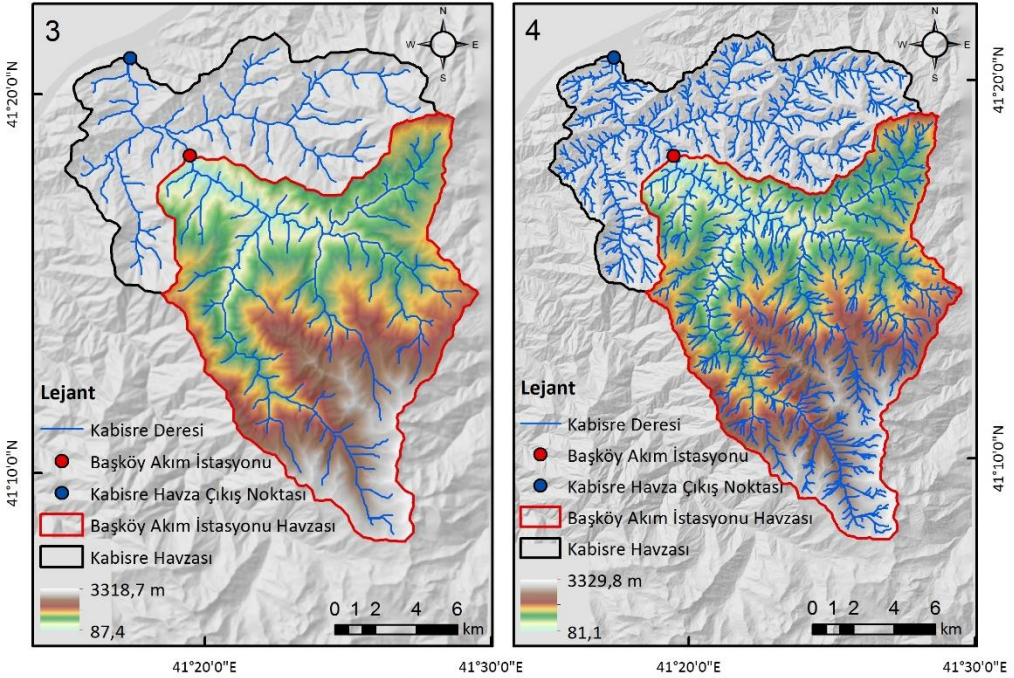 3
N
W
E
S
Lejant
Kabisre Deresi
Başköy Akım İstasyonu
Kabisre Havza Çıkış Noktası
Başköy Akım İstasyonu Havzası
Kabisre Havzası
3318,7 m
87,4
0 1 2 4 6
km
41°20'0"N
41°10'0"N
41°20'0"E
41°30'0"E
4
N
W
E
S
Lejant
Kabisre Deresi
Başköy Akım İstasyonu
Kabisre Havza Çıkış Noktası
Başköy Akım İstasyonu Havzası
Kabisre Havzası
3329,8 m
81,1
0 1 2 4 6
km
41°20'0"N
41°10'0"N
41°20'0"E
41°30'0"E